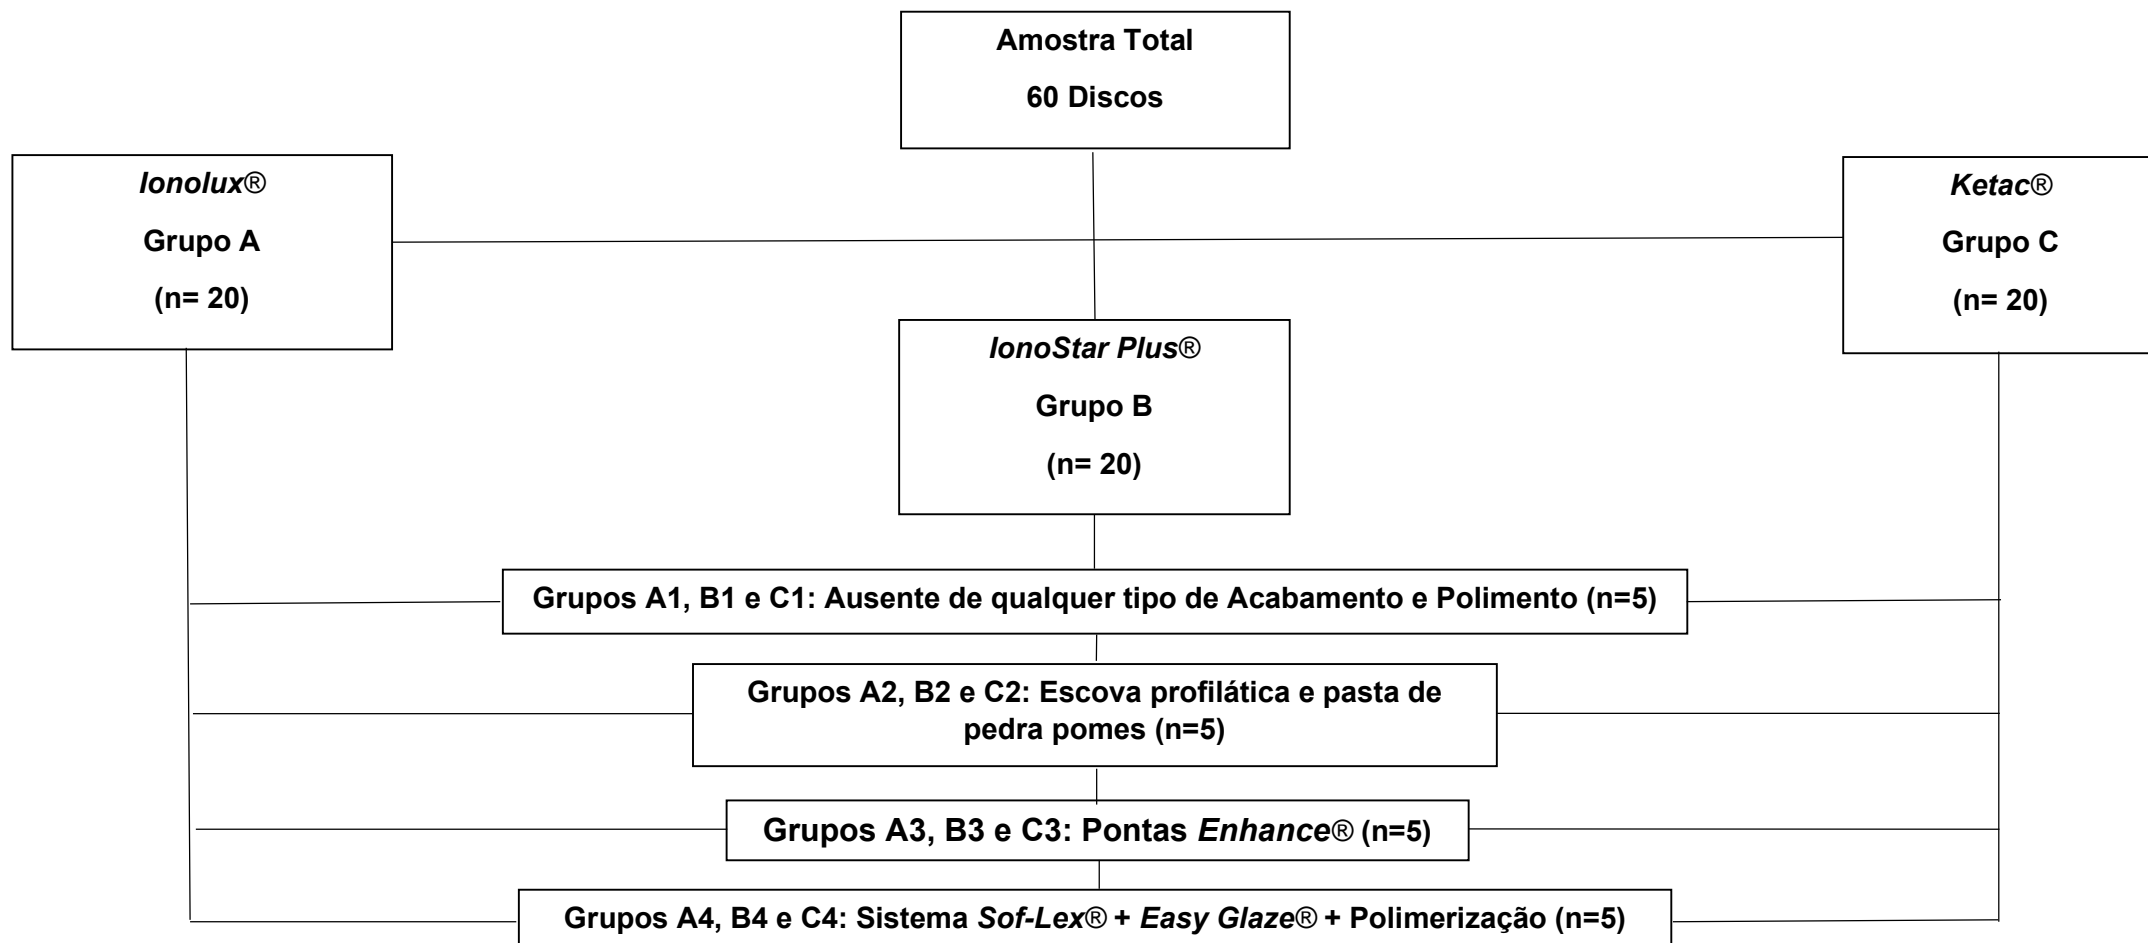 Amostra Total
60 Discos
Ionolux®
Grupo A
(n= 20)
Ketac®
Grupo C
(n= 20)
IonoStar Plus®
Grupo B
(n= 20)
Grupos A1, B1 e C1: Ausente de qualquer tipo de Acabamento e Polimento (n=5)
Grupos A2, B2 e C2: Escova profilática e pasta de
pedra pomes (n=5)
Grupos A3, B3 e C3: Pontas Enhance® (n=5)
Grupos A4, B4 e C4: Sistema Sof-Lex® + Easy Glaze® + Polimerização (n=5)